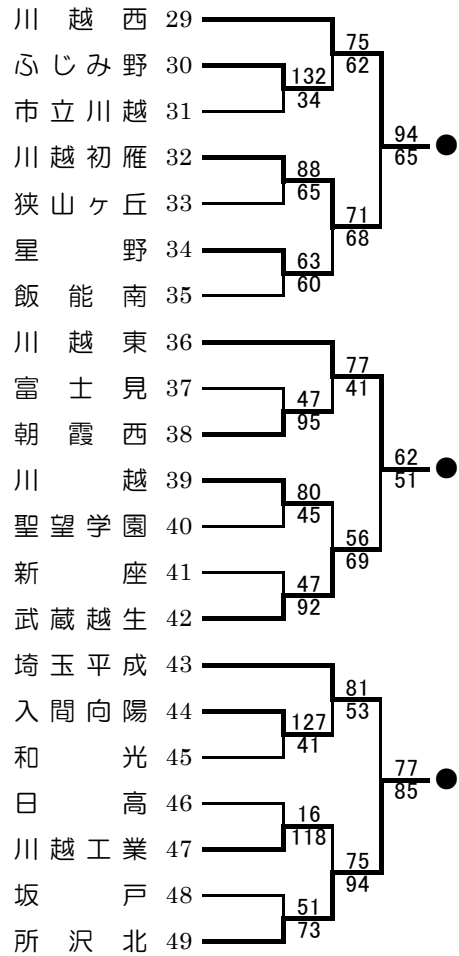 川越西 29
ふじみ野 30
市立川越 31
川越初雁 32
狭山ヶ丘 33
星野 34
飯能南 35
川越東 36
富士見 37
朝霞西 38
川越 39
聖望学園 40
新座 41
武蔵越生 42
埼玉平成 43
入間向陽 44
和光 45
日高 46
川越工業 47
坂戸 48
所沢北 49
132
34
88
65
63
60
75
62
71
68
94
65
47
95
80
45
47
92
77
41
56
69
62
51
127
41
16
118
51
73
81
53
75
94
77
85